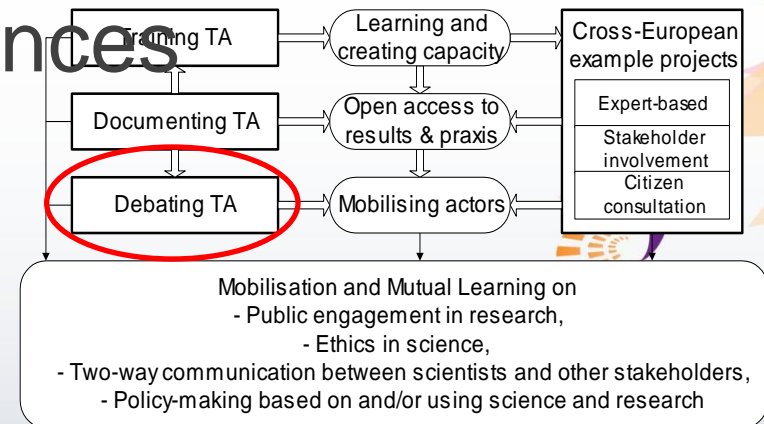 nces
Training TA
Learning and
creating capacity
Cross-European
example projects
Expert-based
Stakeholder
involvement
Citizen
consultation
Documenting TA
Open access to
results & praxis
Debating TA
Mobilising actors
Mobilisation and Mutual Learning on
- Public engagement in research,
- Ethics in science,
- Two-way communication between scientists and other stakeholders,
- Policy-making based on and/or using science and research